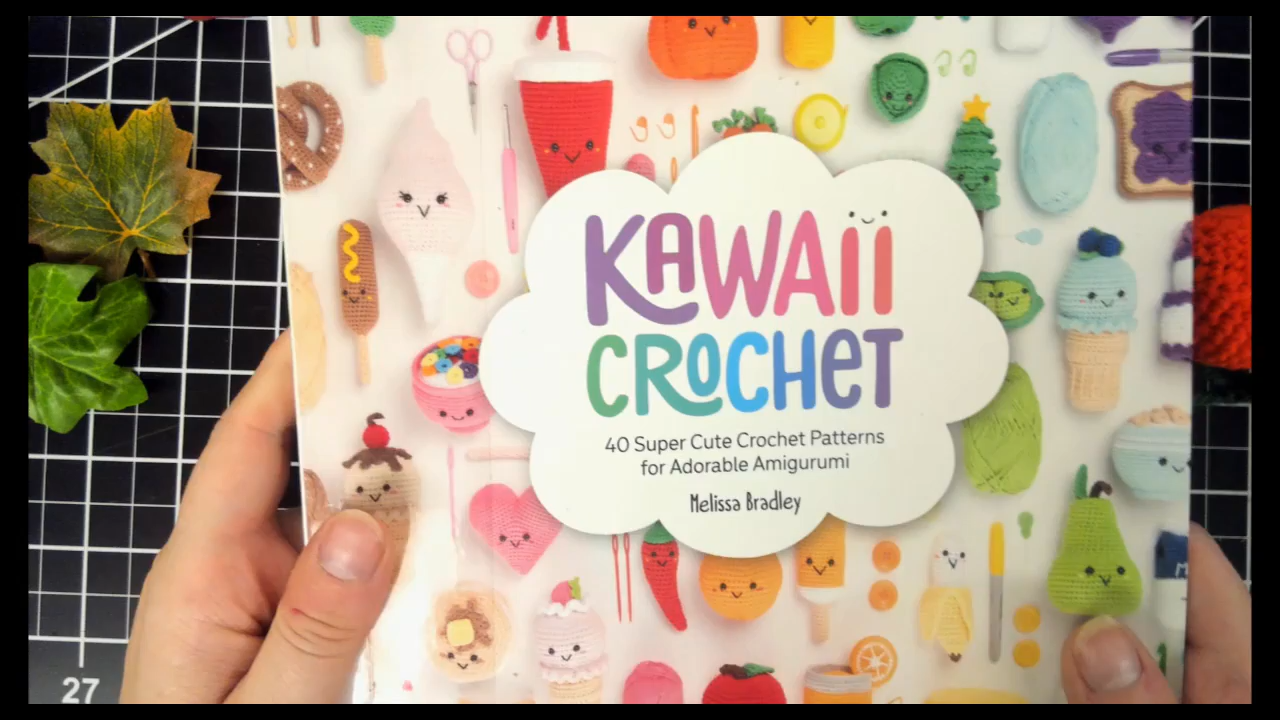 KAWAii
CROCHET
40 Super Cute Crochet Patterns
for Adorable Amigurumi
Melissa Bradley
M
27